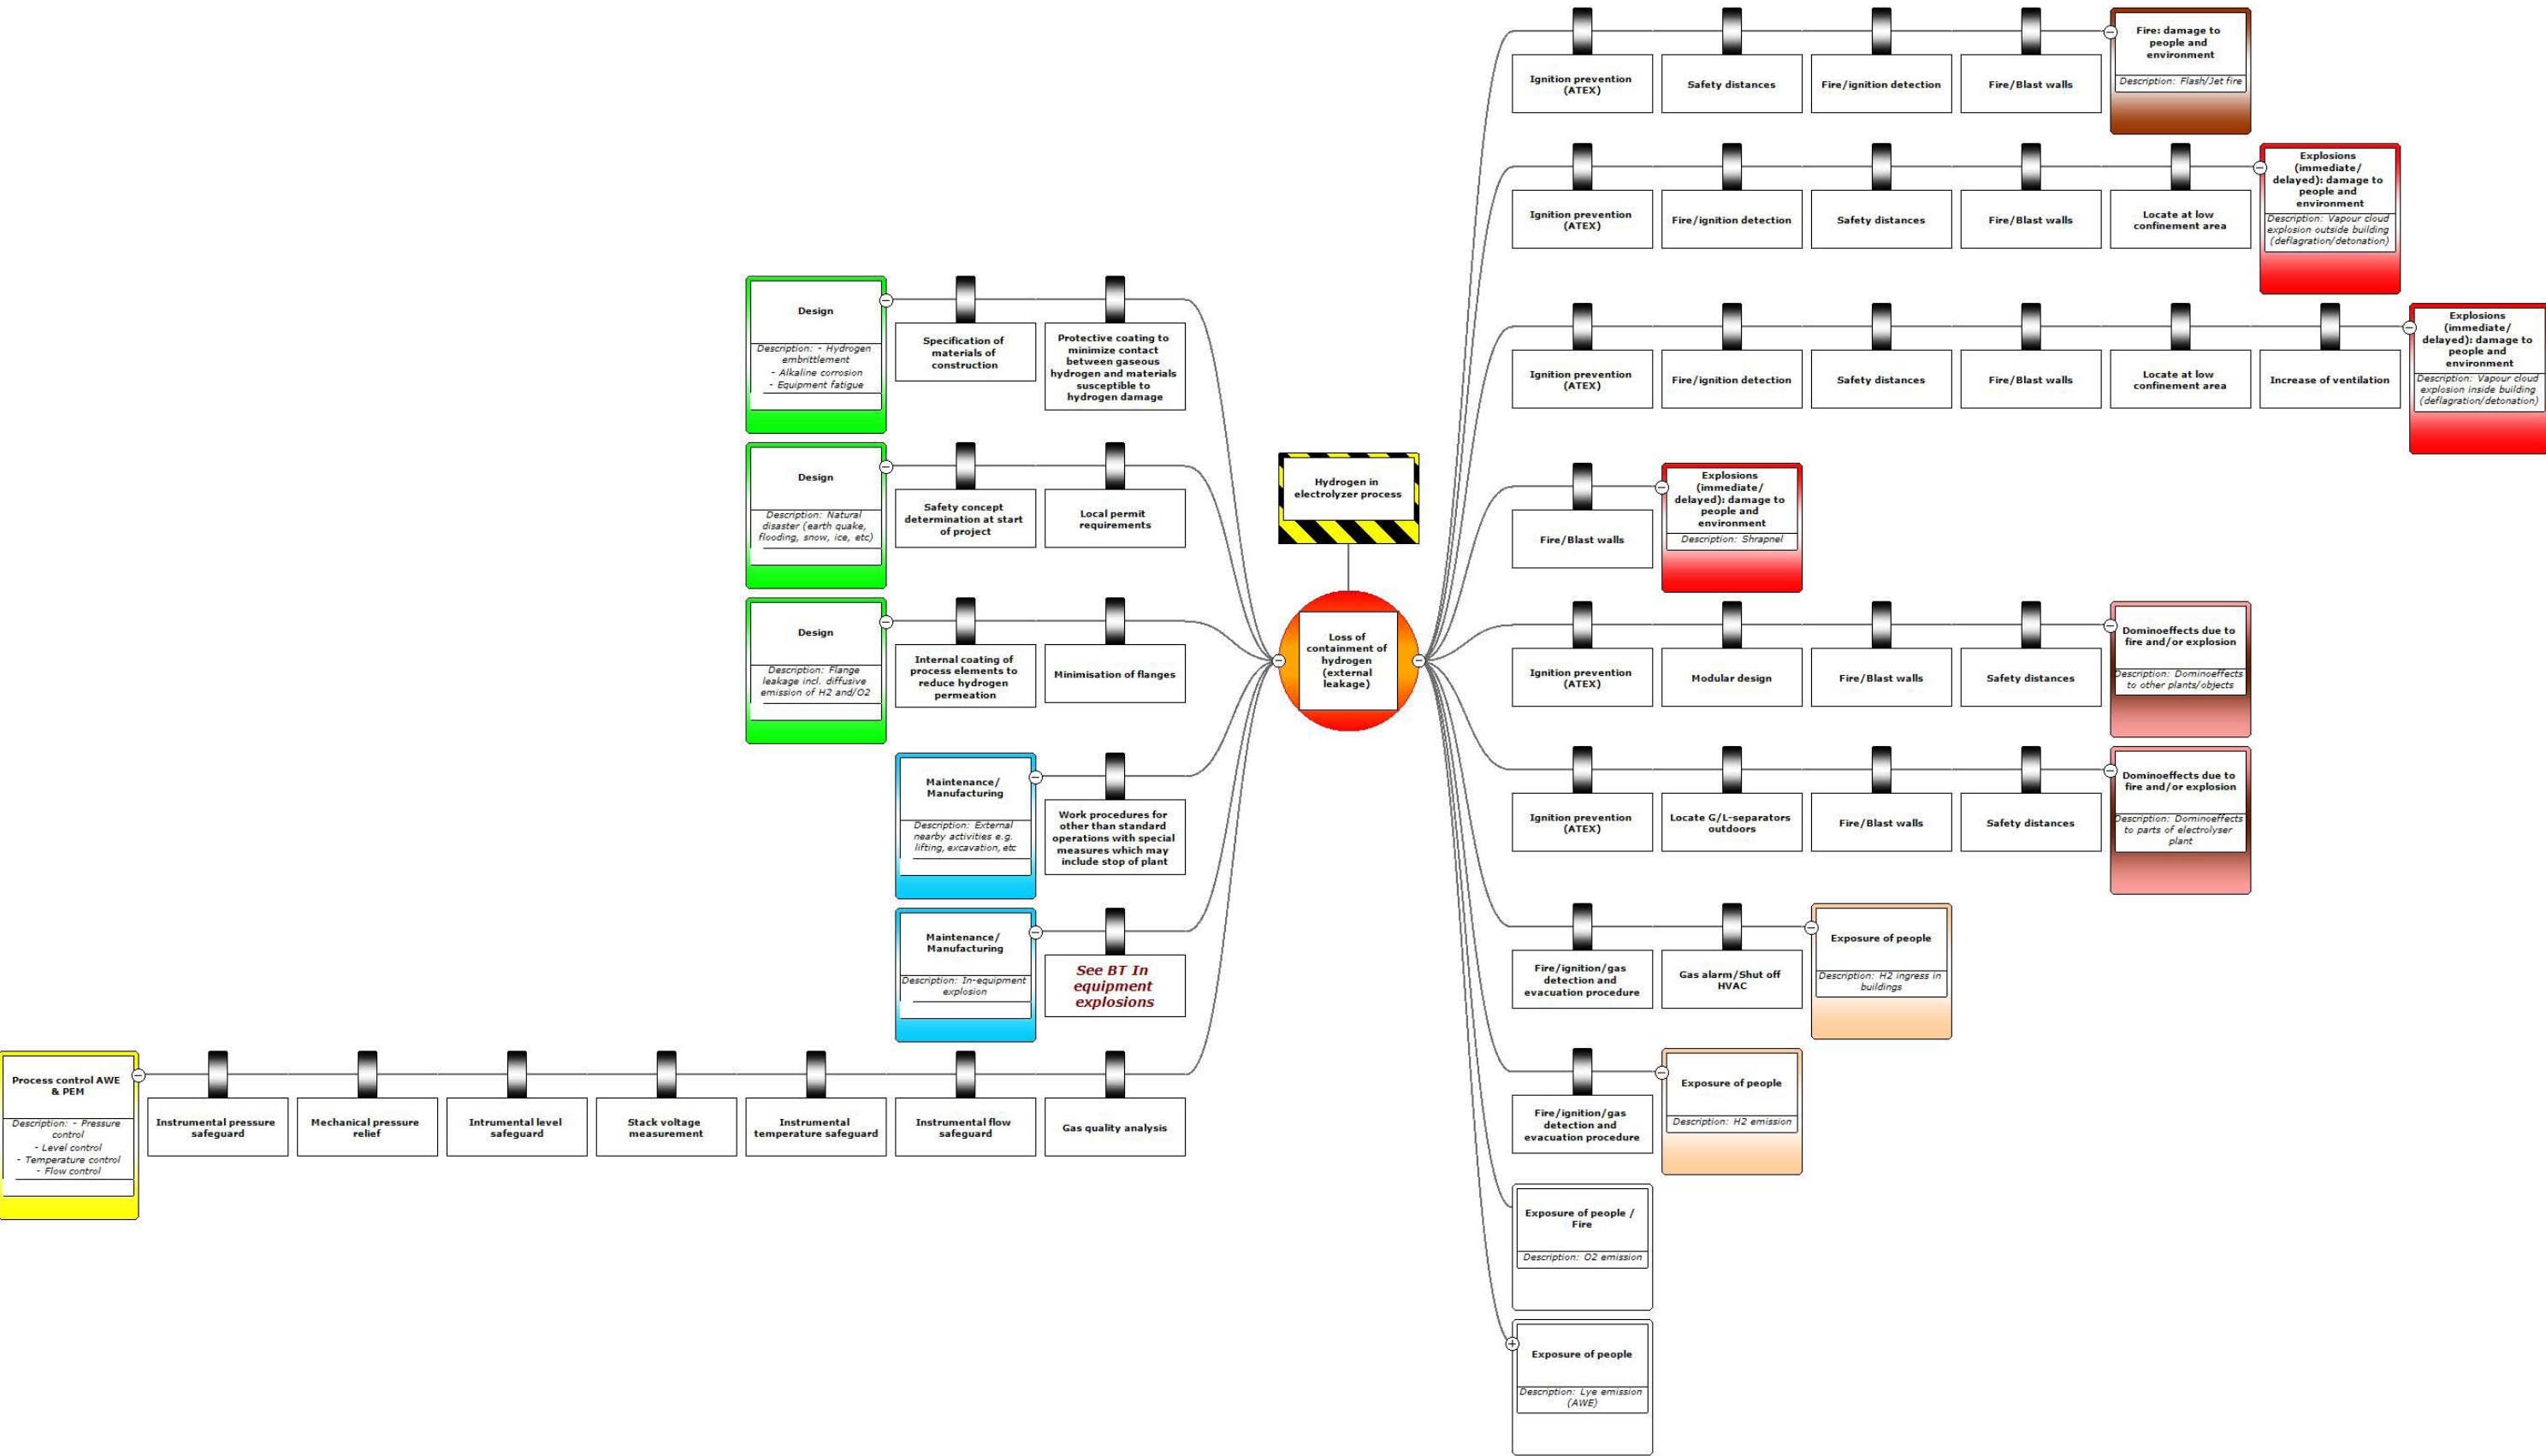 Ignition prevention
(ATEX)
Safety distances
Fire/ignition detection
Fire/Blast walls
Fire: damage to
people and
environment
Description: Flash/Jet fire
Ignition prevention
(ATEX)
Fire/ignition detection
Safety distances
Fire/Blast walls
Locate at low
confinement area
Explosions
(immediate/
delayed): damage to
people and
environment
Description: Vapour cloud
explosion outside building
(deflagration/detonation)
Ignition prevention
(ATEX)
Fire/ignition detection
Safety distances
Fire/Blast walls
Locate at low
confinement area
Increase of ventilation
Explosions
(immediate/
delayed): damage to
people and
environment
Description: Vapour cloud
explosion inside building
(deflagration/detonation)
Design
Description: - Hydrogen
embrittlement
- Alkaline corrosion
- Equipment fatigue
Specification of
materials of
construction
Protective coating to
minimize contact
between gaseous
hydrogen and materials
susceptible to
hydrogen damage
Design
Description: Natural
disaster (earth quake,
flooding, snow, ice, etc)
Safety concept
determination at start
of project
Local permit
requirements
Hydrogen in
electrolyzer process
Fire/Blast walls
Explosions
(immediate/
delayed): damage to
people and
environment
Description: Shrapnel
Design
Description: Flange
leakage incl. diffusive
emission of H2 and/O2
Internal coating of
process elements to
reduce hydrogen
permeation
Minimisation of flanges
Loss of
containment of
hydrogen
(external
leakage)
Ignition prevention
(ATEX)
Modular design
Fire/Blast walls
Safety distances
Dominoeffects due to
fire and/or explosion
Description: Dominoeffects
to other plants/objects
Maintenance/
Manufacturing
Description: External
nearby activities e.g.
lifting, excavation, etc
Work procedures for
other than standard
operations with special
measures which may
include stop of plant
Ignition prevention
(ATEX)
Locate G/L-separators
outdoors
Fire/Blast walls
Safety distances
Dominoeffects due to
fire and/or explosion
Description: Dominoeffects
to parts of electrolyser
plant
Maintenance/
Manufacturing
Description: In-equipment
explosion
See BT In
equipment
explosions
Fire/ignition/gas
detection and
evacuation procedure
Gas alarm/Shut off
HVAC
Exposure of people
Description: H2 ingress in
buildings
Process control AWE
& PEM
Description: - Pressure
control
- Level control
- Temperature control
- Flow control
Instrumental pressure
safeguard
Mechanical pressure
relief
Intrumental level
safeguard
Stack voltage
measurement
Instrumental
temperature safeguard
Instrumental flow
safeguard
Gas quality analysis
Fire/ignition/gas
detection and
evacuation procedure
Exposure of people
Description: H2 emission
Exposure of people /
Fire
Description: O2 emission
Exposure of people
Description: Lye emission
(AWE)